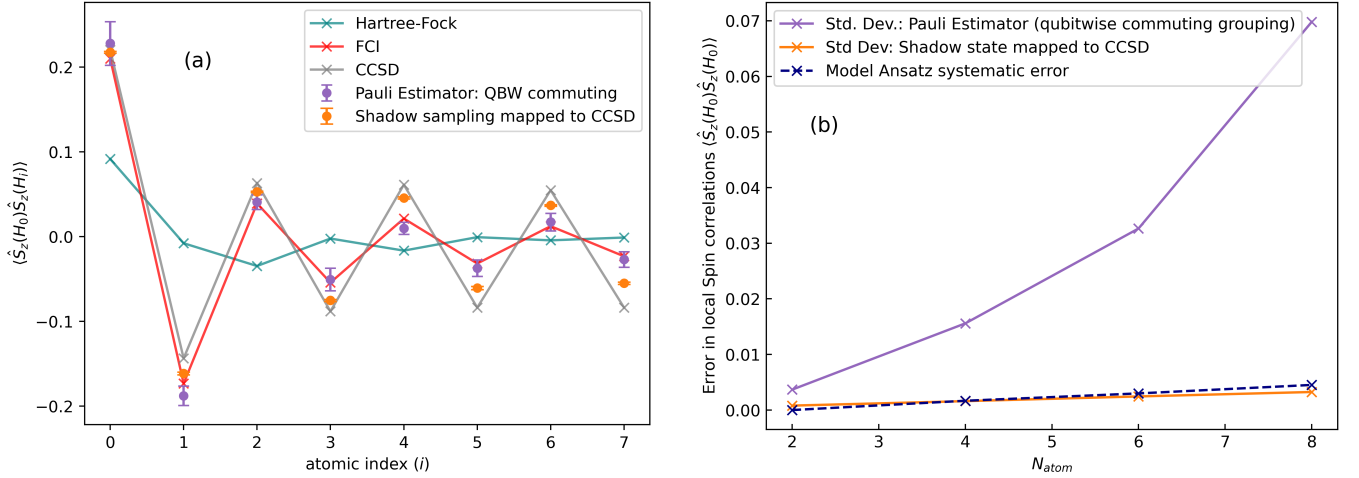 (a)
Hartree-Fock
FCI
CCSD
Pauli Estimator: QBW commuting
Shadow sampling mapped to CCSD
0.2
0.1
0.0
−0.1
−0.2
⟨Ŝz(H0)Ŝz(Hi)⟩
0 1 2 3 4 5 6 7
atomic index (i)
(b)
Std. Dev.: Pauli Estimator (qubitwise commuting grouping)
Std Dev: Shadow state mapped to CCSD
Model Ansatz systematic error
0.07
0.06
0.05
0.04
0.03
0.02
0.01
0.00
Error in local Spin correlations ⟨Ŝz(H0)Ŝz(H0)⟩
2 3 4 5 6 7 8
Natom